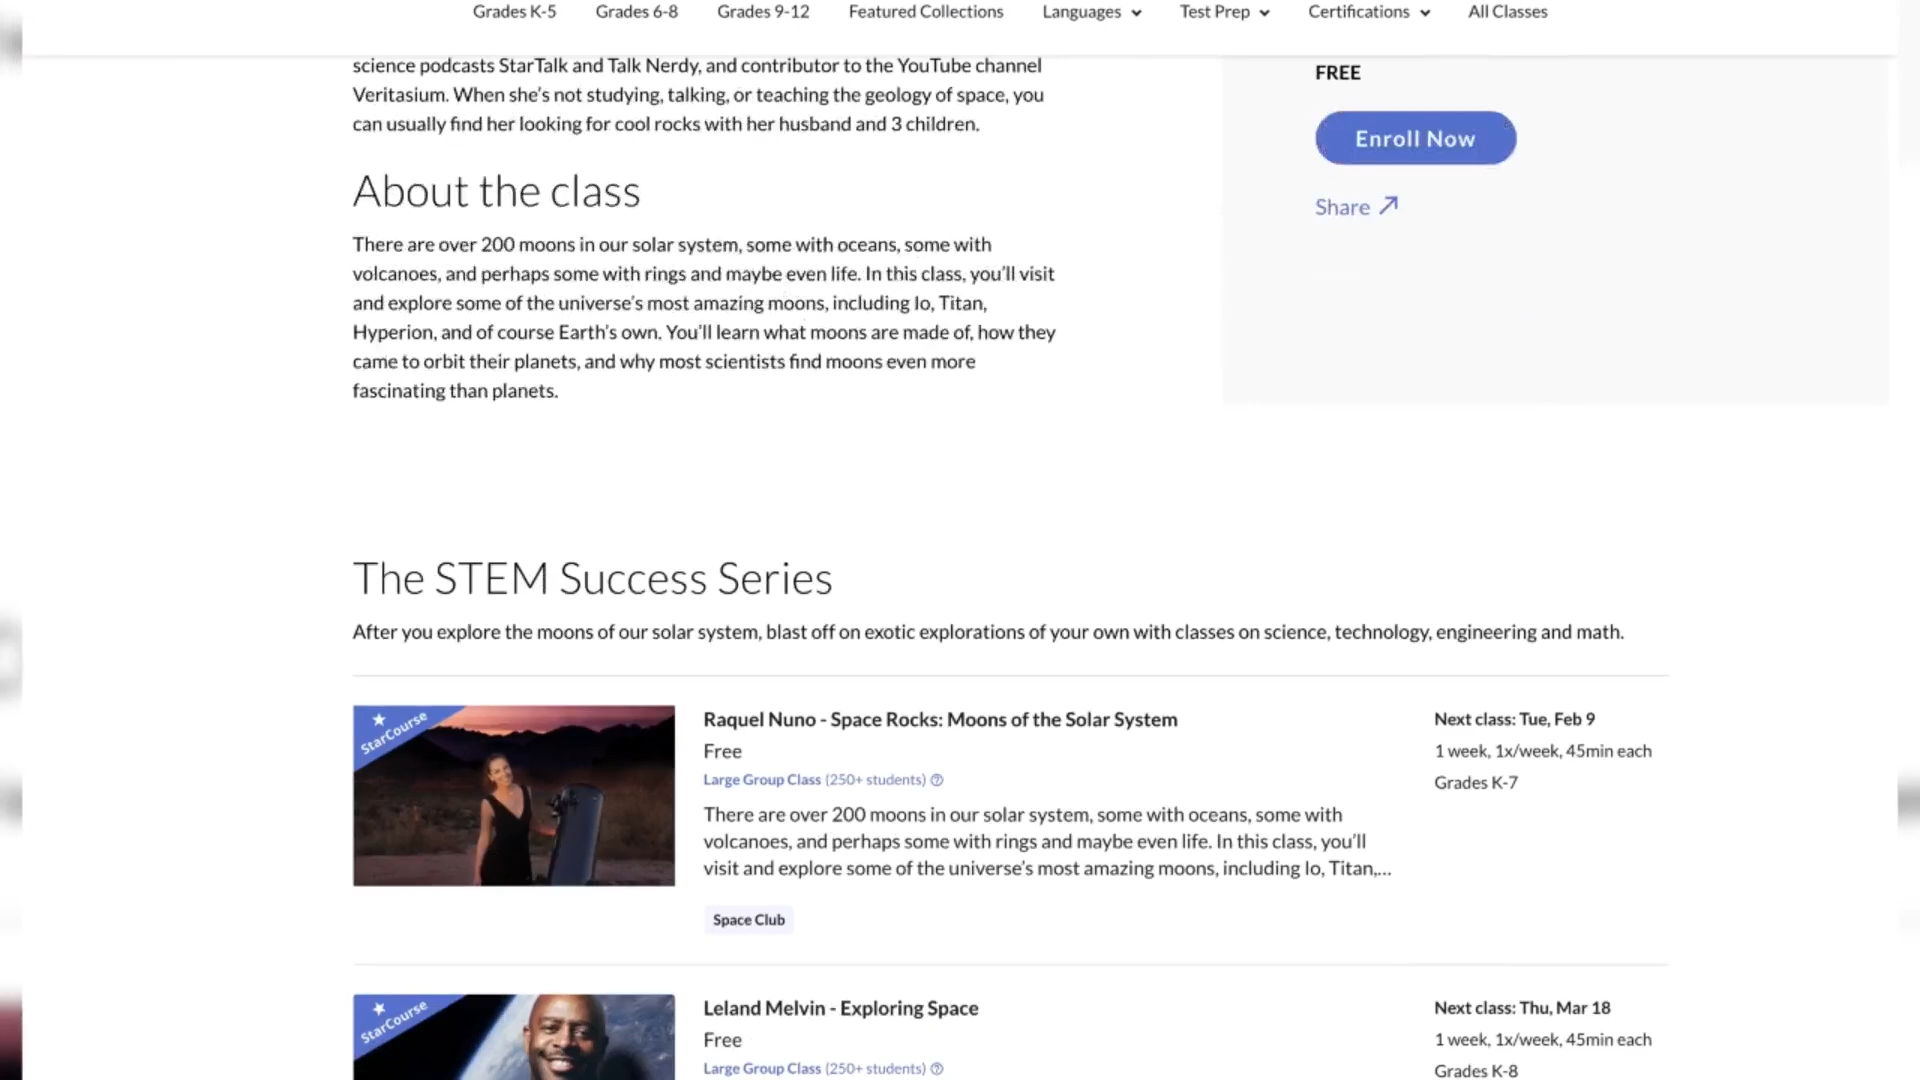 Grades K-5 Grades 6-8 Grades 9-12 Featured Collections Languages Test Prep Certifications All Classes
science podcasts StarTalk and Talk Nerdy, and contributor to the YouTube channel
Veritasium. When she's not studying, talking, or teaching the geology of space, you
can usually find her looking for cool rocks with her husband and 3 children.
FREE
Enroll Now
Share
About the class
There are over 200 moons in our solar system, some with oceans, some with
volcanoes, and perhaps some with rings and maybe even life. In this class, you'll visit
and explore some of the universe's most amazing moons, including Io, Titan,
Hyperion, and of course Earth's own. You'll learn what moons are made of, how they
came to orbit their planets, and why most scientists find moons even more
fascinating than planets.
The STEM Success Series
After you explore the moons of our solar system, blast off on exotic explorations of your own with classes on science, technology, engineering and math.
StarCourse
Raquel Nuno - Space Rocks: Moons of the Solar System
Free
Large Group Class (250+ students)
There are over 200 moons in our solar system, some with oceans, some with
volcanoes, and perhaps some with rings and maybe even life. In this class, you'll
visit and explore some of the universe's most amazing moons, including Io, Titan,...
Space Club
Next class: Tue, Feb 9
1 week, 1x/week, 45min each
Grades K-7
StarCourse
Leland Melvin - Exploring Space
Free
Large Group Class (250+ students)
Next class: Thu, Mar 18
1 week, 1x/week, 45min each
Grades K-8